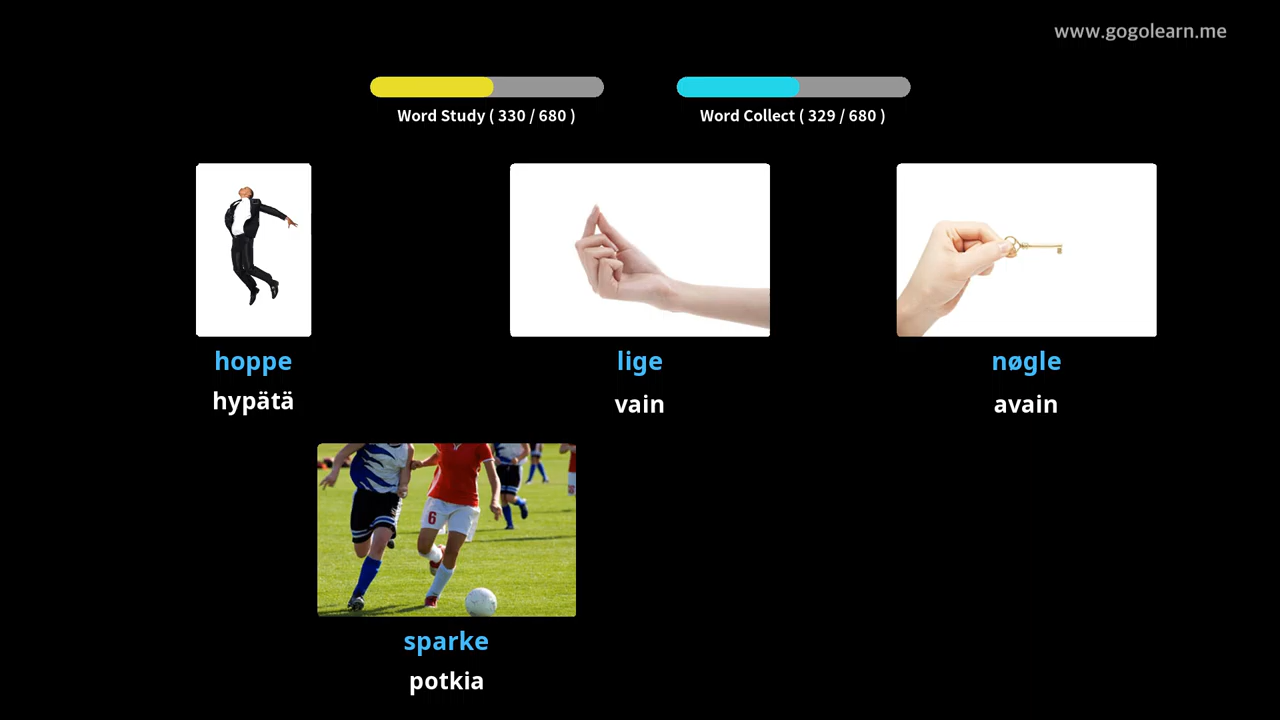 www.gogolearn.me
Word Study ( 330 / 680 )
Word Collect ( 329 / 680 )
hoppe
hypätä
lige
vain
nøgle
avain
6
sparke
potkia